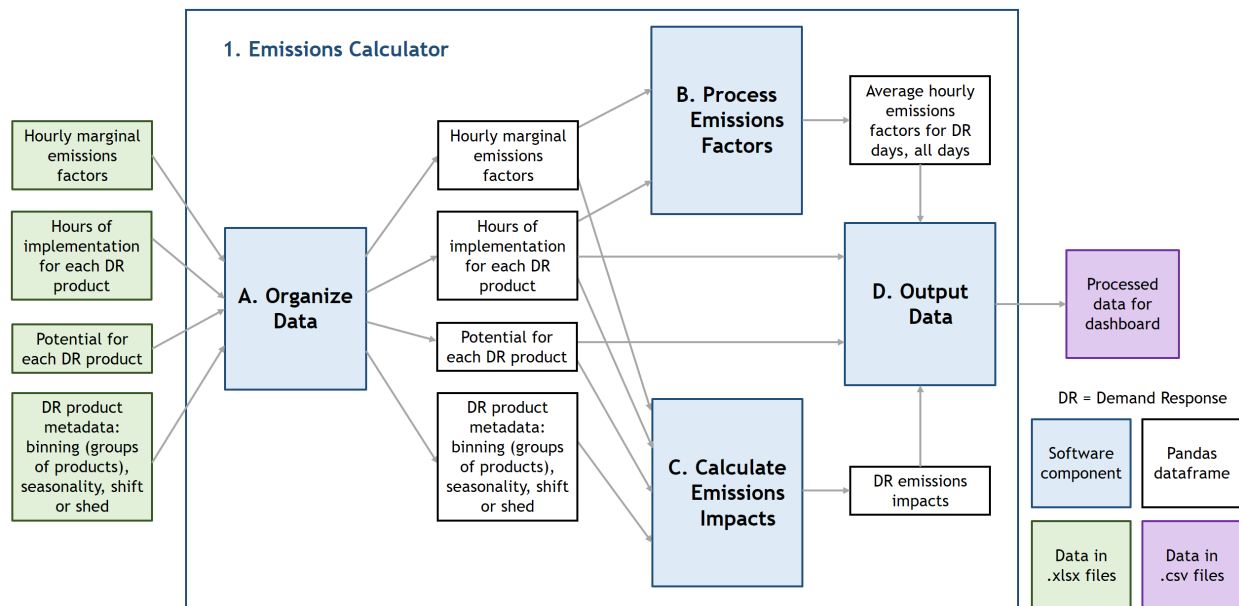 1. Emissions Calculator
Hourly marginal
emissions
factors
Hours of
implementation
for each DR
product
Potential for
each DR product
DR product
metadata:
binning (groups
of products),
seasonality, shift
or shed
A. Organize
Data
Hourly marginal
emissions
factors
Hours of
implementation
for each DR
product
Potential for
each DR product
DR product
metadata:
binning (groups
of products),
seasonality, shift
or shed
B. Process
Emissions
Factors
C. Calculate
Emissions
Impacts
Average hourly
emissions
factors for DR
days, all days
D. Output
Data
DR emissions
impacts
Processed
data for
dashboard
DR = Demand Response
Software
component
Pandas
dataframe
Data in
.xlsx files
Data in
.csv files